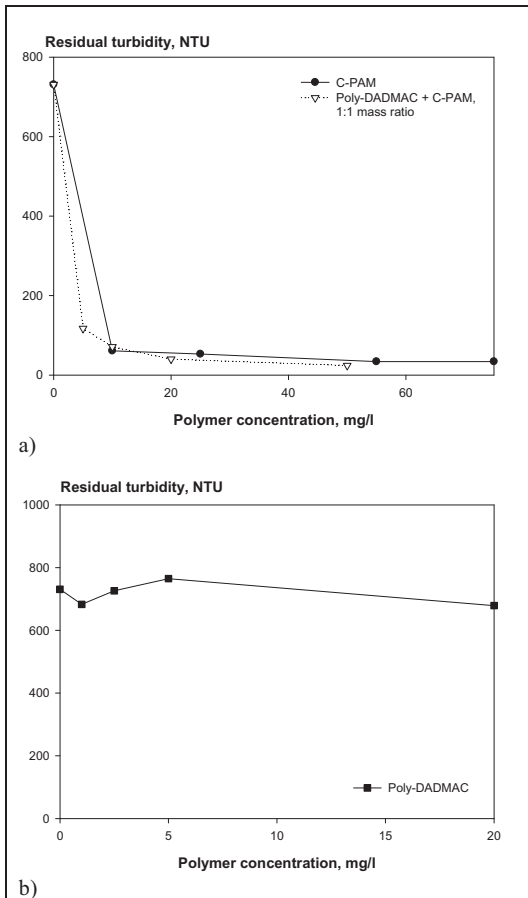 Residual turbidity, NTU
800
600
400
200
0
C-PAM
Poly-DADMAC + C-PAM,
1:1 mass ratio
0 20 40 60
Polymer concentration, mg/l
a)
Residual turbidity, NTU
1000
800
600
400
200
0
Poly-DADMAC
0 5 10 15 20
Polymer concentration, mg/l
b)